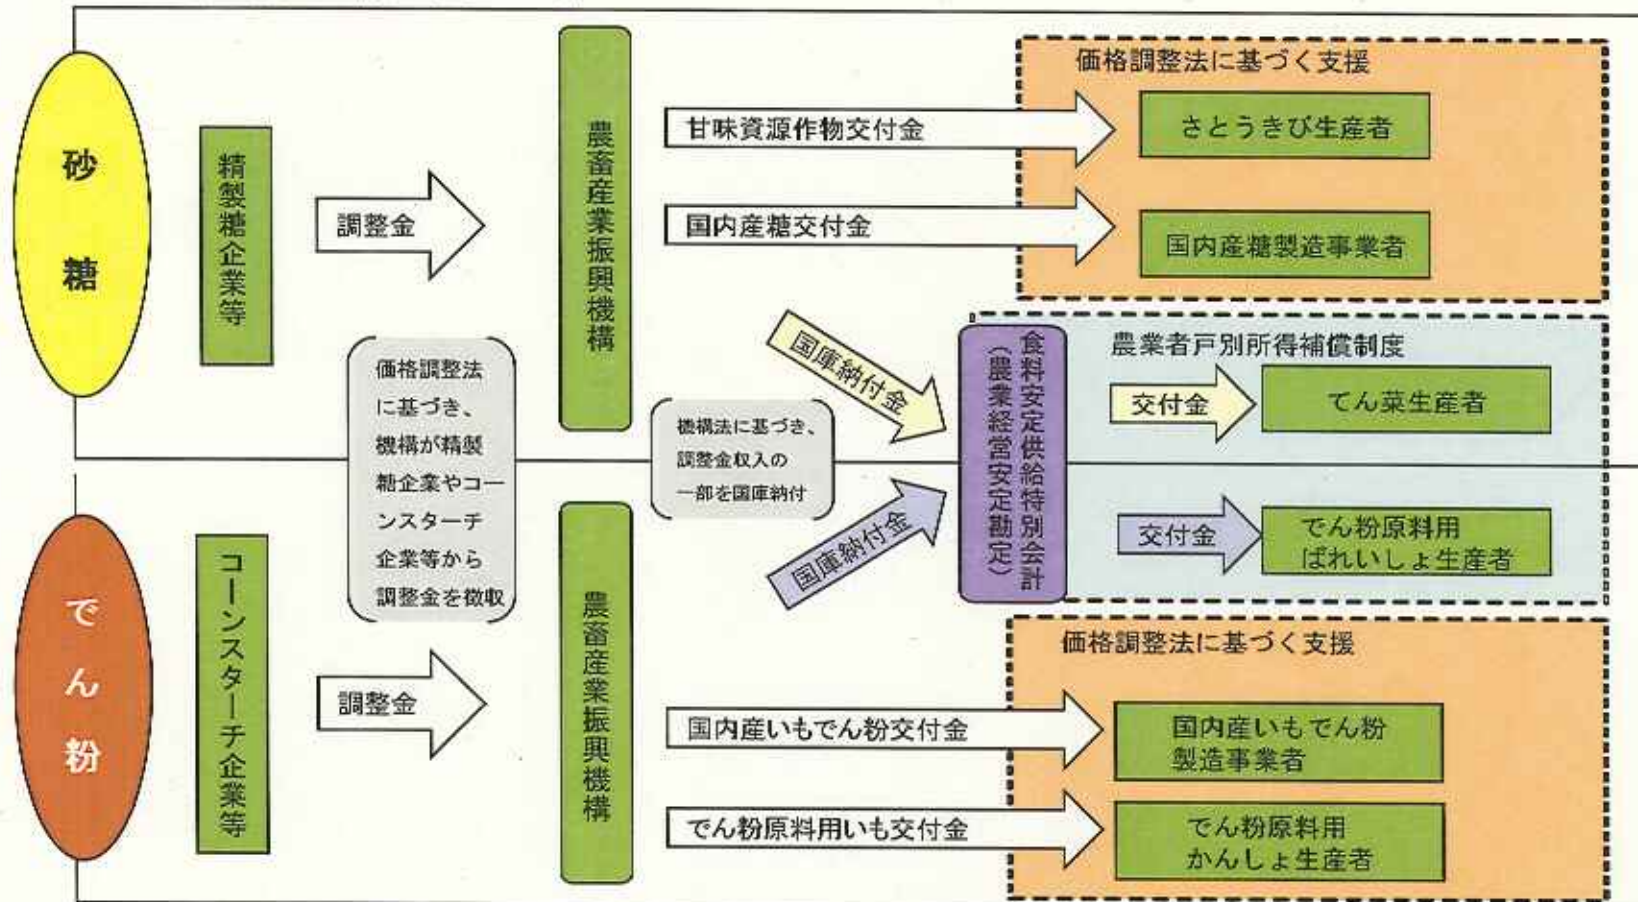 砂糖
精製糖企業等
調整金
農畜産業振興機構
甘味資源作物交付金
国内産糖交付金
価格調整法に基づく支援
さとうきび生産者
国内産糖製造事業者
価格調整法
に基づき、
機構が精製
糖企業やコー
ンスターチ
企業等から
調整金を徴収
機構法に基づき、
調整金収入の
一部を国庫納付
国庫納付金
国庫納付金
食料安定供給特別会計
（農業経営安定勘定）
農業者戸別所得補償制度
交付金
てん菜生産者
交付金
でん粉原料用
ばれいしょ生産者
でん粉
コーンスターチ企業等
調整金
農畜産業振興機構
国内産いもでん粉交付金
でん粉原料用いも交付金
価格調整法に基づく支援
国内産いもでん粉
製造事業者
でん粉原料用
かんしょ生産者